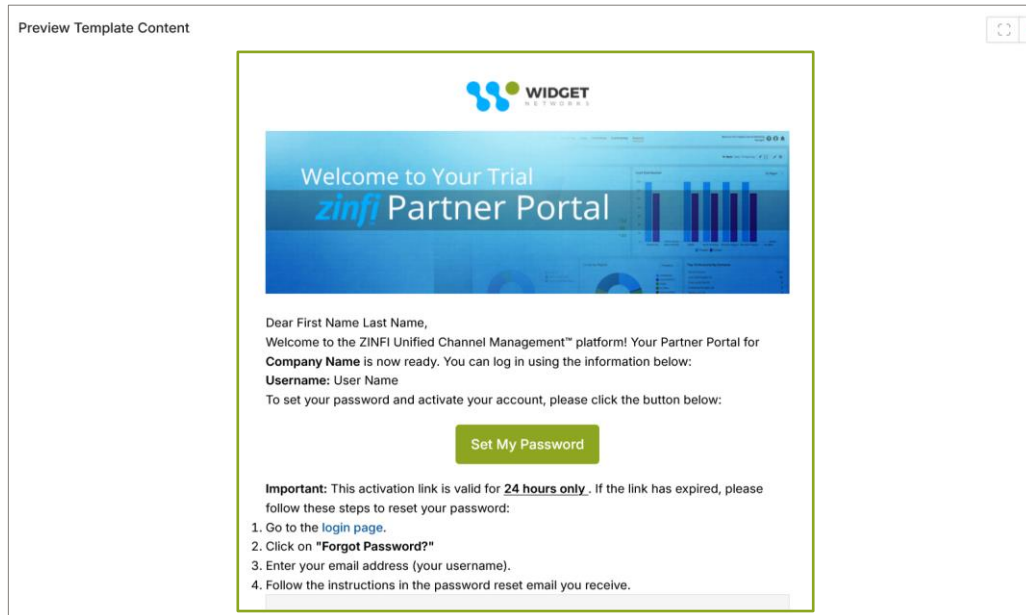 Preview Template Content
WIDGET
NETWORKS
Welcome to Your Trial
zinfi Partner Portal
Dear First Name Last Name,
Welcome to the ZINFI Unified Channel Management™ platform! Your Partner Portal for
Company Name is now ready. You can log in using the information below:
Username: User Name
To set your password and activate your account, please click the button below:
Set My Password
Important: This activation link is valid for 24 hours only . If the link has expired, please
follow these steps to reset your password:
1. Go to the login page.
2. Click on "Forgot Password?"
3. Enter your email address (your username).
4. Follow the instructions in the password reset email you receive.